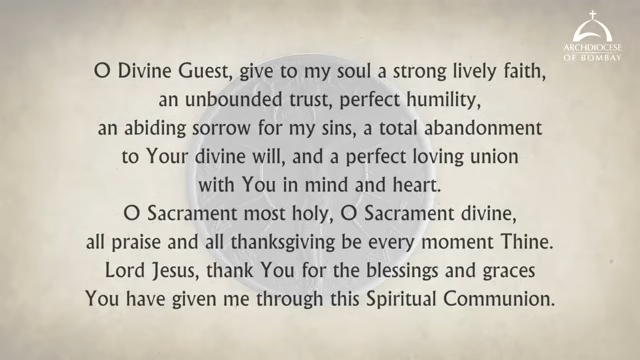 ARCHDIOCESE
OF BOMBAY
O Divine Guest, give to my soul a strong lively faith,
an unbounded trust, perfect humility,
an abiding sorrow for my sins, a total abandonment
to Your divine will, and a perfect loving union
with You in mind and heart.
O Sacrament most holy, O Sacrament divine,
all praise and all thanksgiving be every moment Thine.
Lord Jesus, thank You for the blessings and graces
You have given me through this Spiritual Communion.